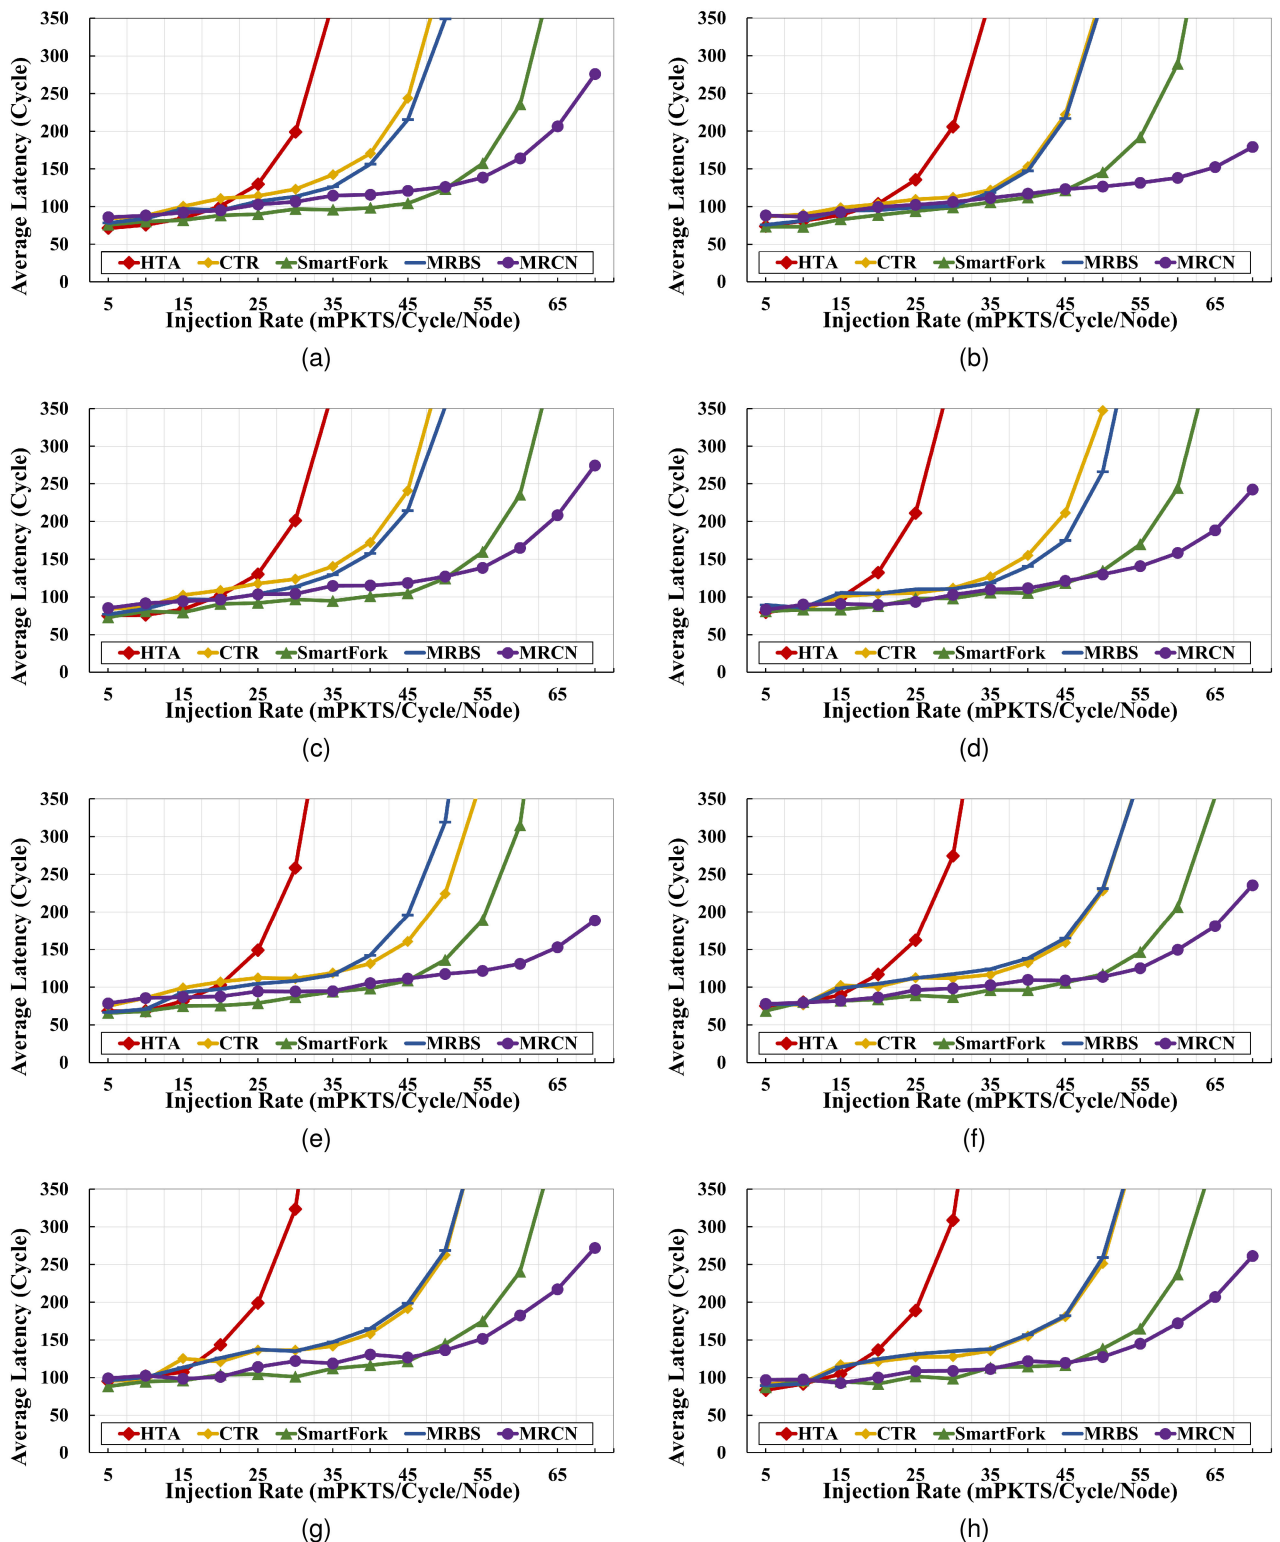 350
300
250
200
150
100
50
0
Average Latency (Cycle)
HTA CTR SmartFork MRBS MRCN
5 15 25 35 45 55 65
Injection Rate (mPKTS/Cycle/Node)
(a)
350
300
250
200
150
100
50
0
Average Latency (Cycle)
HTA CTR SmartFork MRBS MRCN
5 15 25 35 45 55 65
Injection Rate (mPKTS/Cycle/Node)
(b)
350
300
250
200
150
100
50
0
Average Latency (Cycle)
HTA CTR SmartFork MRBS MRCN
5 15 25 35 45 55 65
Injection Rate (mPKTS/Cycle/Node)
(c)
350
300
250
200
150
100
50
0
Average Latency (Cycle)
HTA CTR SmartFork MRBS MRCN
5 15 25 35 45 55 65
Injection Rate (mPKTS/Cycle/Node)
(d)
350
300
250
200
150
100
50
0
Average Latency (Cycle)
HTA CTR SmartFork MRBS MRCN
5 15 25 35 45 55 65
Injection Rate (mPKTS/Cycle/Node)
(e)
350
300
250
200
150
100
50
0
Average Latency (Cycle)
HTA CTR SmartFork MRBS MRCN
5 15 25 35 45 55 65
Injection Rate (mPKTS/Cycle/Node)
(f)
350
300
250
200
150
100
50
0
Average Latency (Cycle)
HTA CTR SmartFork MRBS MRCN
5 15 25 35 45 55 65
Injection Rate (mPKTS/Cycle/Node)
(g)
350
300
250
200
150
100
50
0
Average Latency (Cycle)
HTA CTR SmartFork MRBS MRCN
5 15 25 35 45 55 65
Injection Rate (mPKTS/Cycle/Node)
(h)